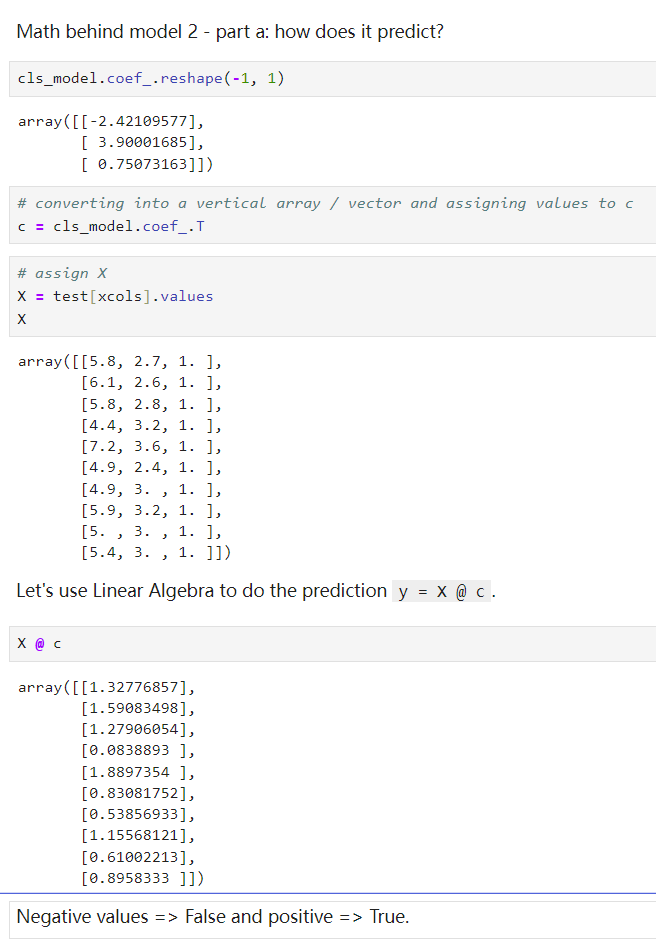 Math behind model 2 - part a: how does it predict?
cls_model.coef_.reshape(-1, 1)
array([[-2.42109577],
[ 3.90001685],
[ 0.75073163]])
# converting into a vertical array / vector and assigning values to c
c = cls_model.coef_.T
# assign X
X = test[xcols].values
X
array([[5.8, 2.7, 1. ],
[6.1, 2.6, 1. ],
[5.8, 2.8, 1. ],
[4.4, 3.2, 1. ],
[7.2, 3.6, 1. ],
[4.9, 2.4, 1. ],
[4.9, 3. , 1. ],
[5.9, 3.2, 1. ],
[5. , 3. , 1. ],
[5.4, 3. , 1. ]])
Let's use Linear Algebra to do the prediction y = X @ c.
X @ c
array([[1.32776857],
[1.59083498],
[1.27906054],
[0.0838893 ],
[1.8897354 ],
[0.83081752],
[0.53856933],
[1.15568121],
[0.61002213],
[0.8958333 ]])
Negative values => False and positive => True.